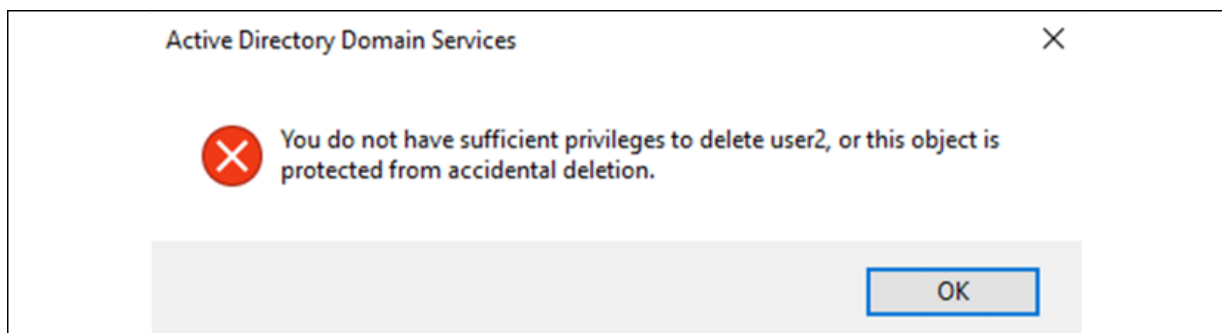 Active Directory Domain Services
You do not have sufficient privileges to delete user2, or this object is
protected from accidental deletion.
OK